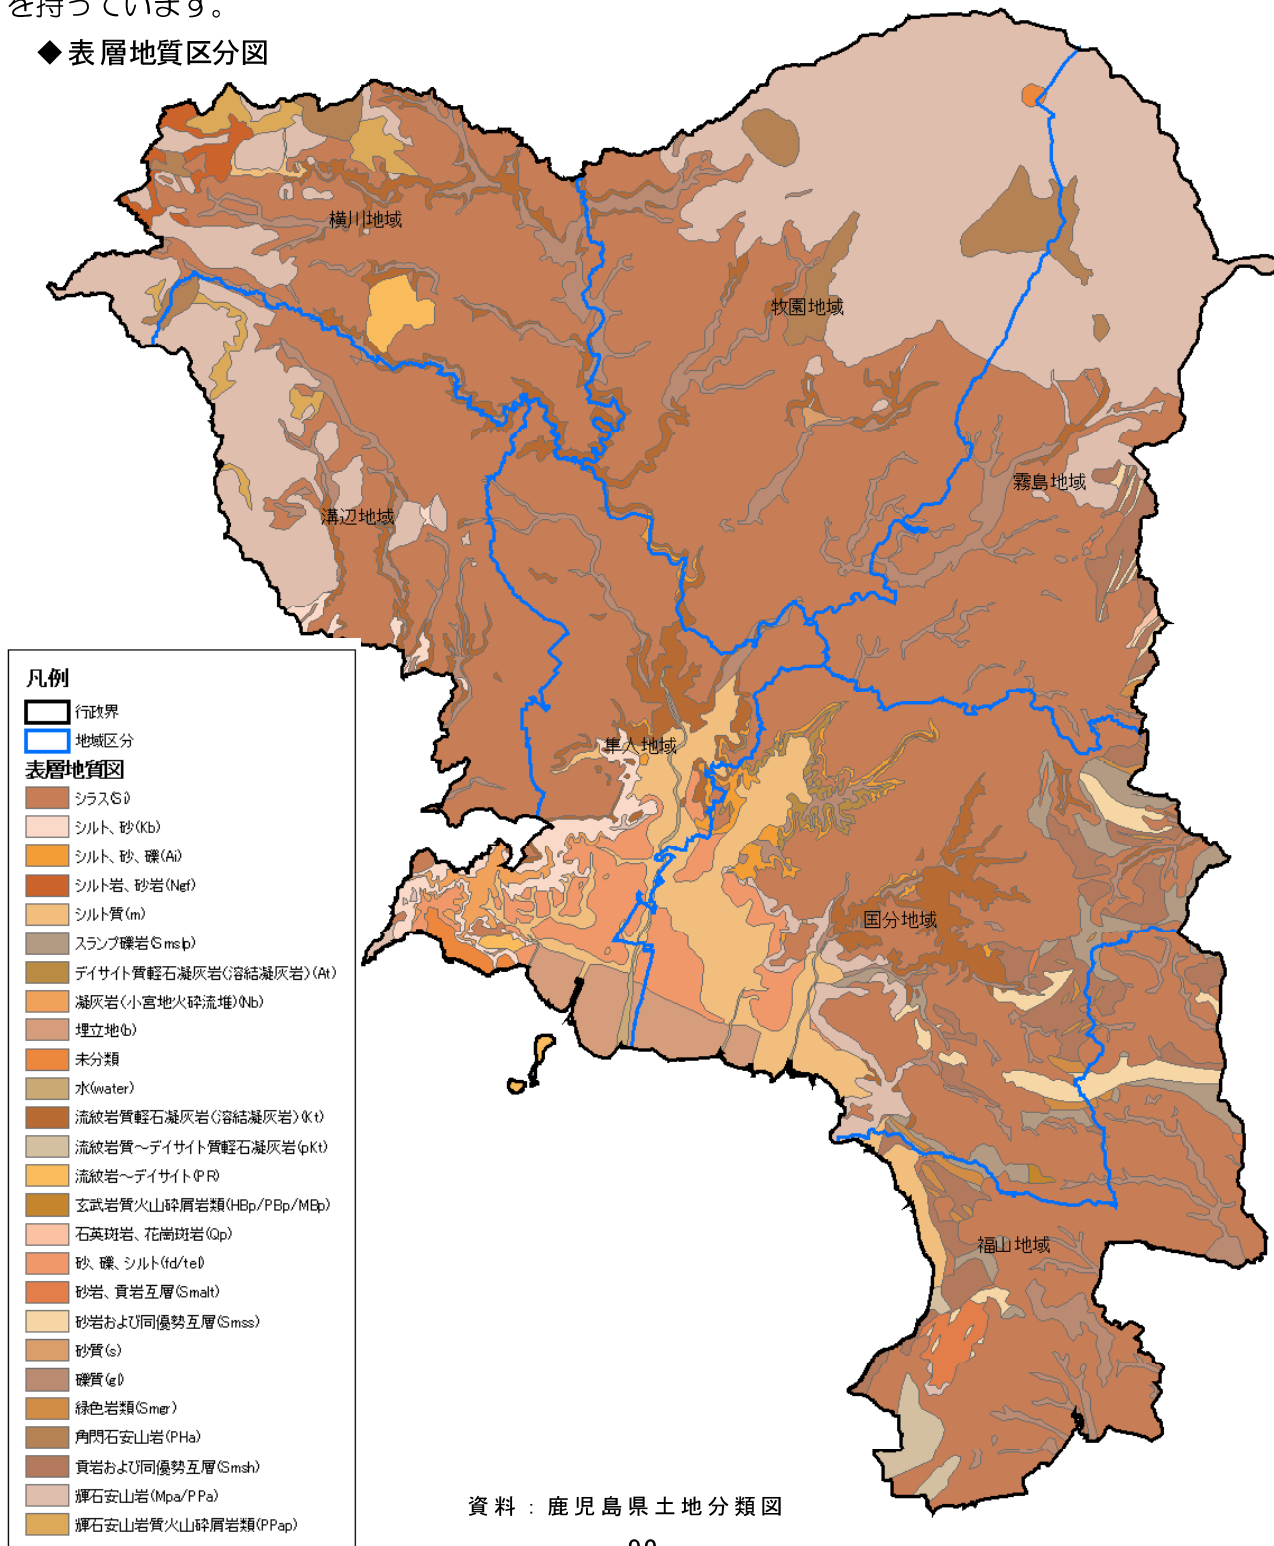 を持っています。
◆表層地質区分図
横川地域
牧園地域
霧島地域
溝辺地域
隼人地域
国分地域
福山地域
凡例
行政界
地域区分
表層地質図
シラス(Si)
シルト、砂(Kb)
シルト、砂、礫(Ai)
シルト岩、砂岩(Ngf)
シルト質(m)
スランプ礫岩(Smslp)
デイサイト質軽石凝灰岩(溶結凝灰岩)(At)
凝灰岩(小宮地火砕流堆)(Nb)
埋立地(b)
未分類
水(water)
流紋岩質軽石凝灰岩(溶結凝灰岩)(Kt)
流紋岩質～デイサイト質軽石凝灰岩(pKt)
流紋岩～デイサイト(PR)
玄武岩質火山砕屑岩類(HBp/PBp/MBp)
石英斑岩、花崗斑岩(Qp)
砂、礫、シルト(fd/tel)
砂岩、頁岩互層(Smalt)
砂岩および同優勢互層(Smss)
砂質(s)
礫質(gl)
緑色岩類(Smgr)
角閃石安山岩(PHa)
頁岩および同優勢互層(Smsh)
輝石安山岩(Mpa/PPa)
輝石安山岩質火山砕屑岩類(PPap)
資料：鹿児島県土地分類図